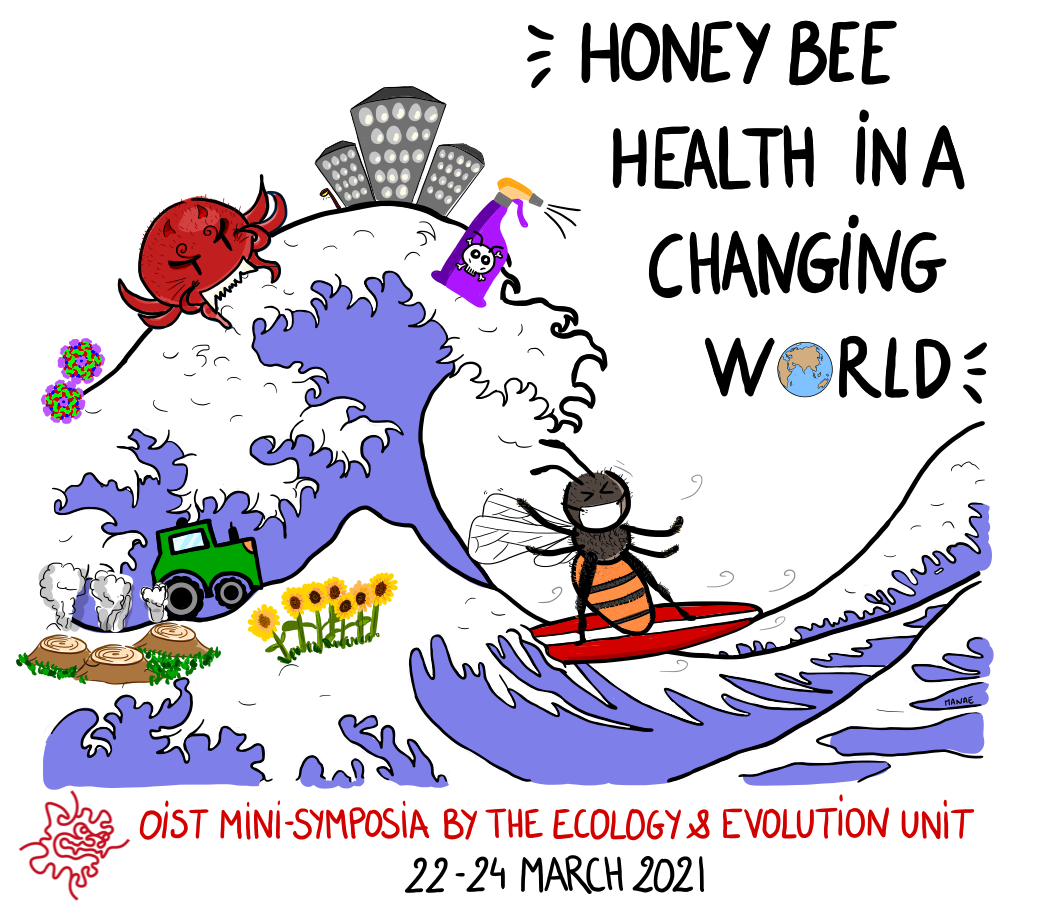 HONEY BEE
HEALTH IN A
CHANGING
WORLD
MANAE
OIST MINI-SYMPOSIA BY THE ECOLOGY & EVOLUTION UNIT
22-24 MARCH 2021